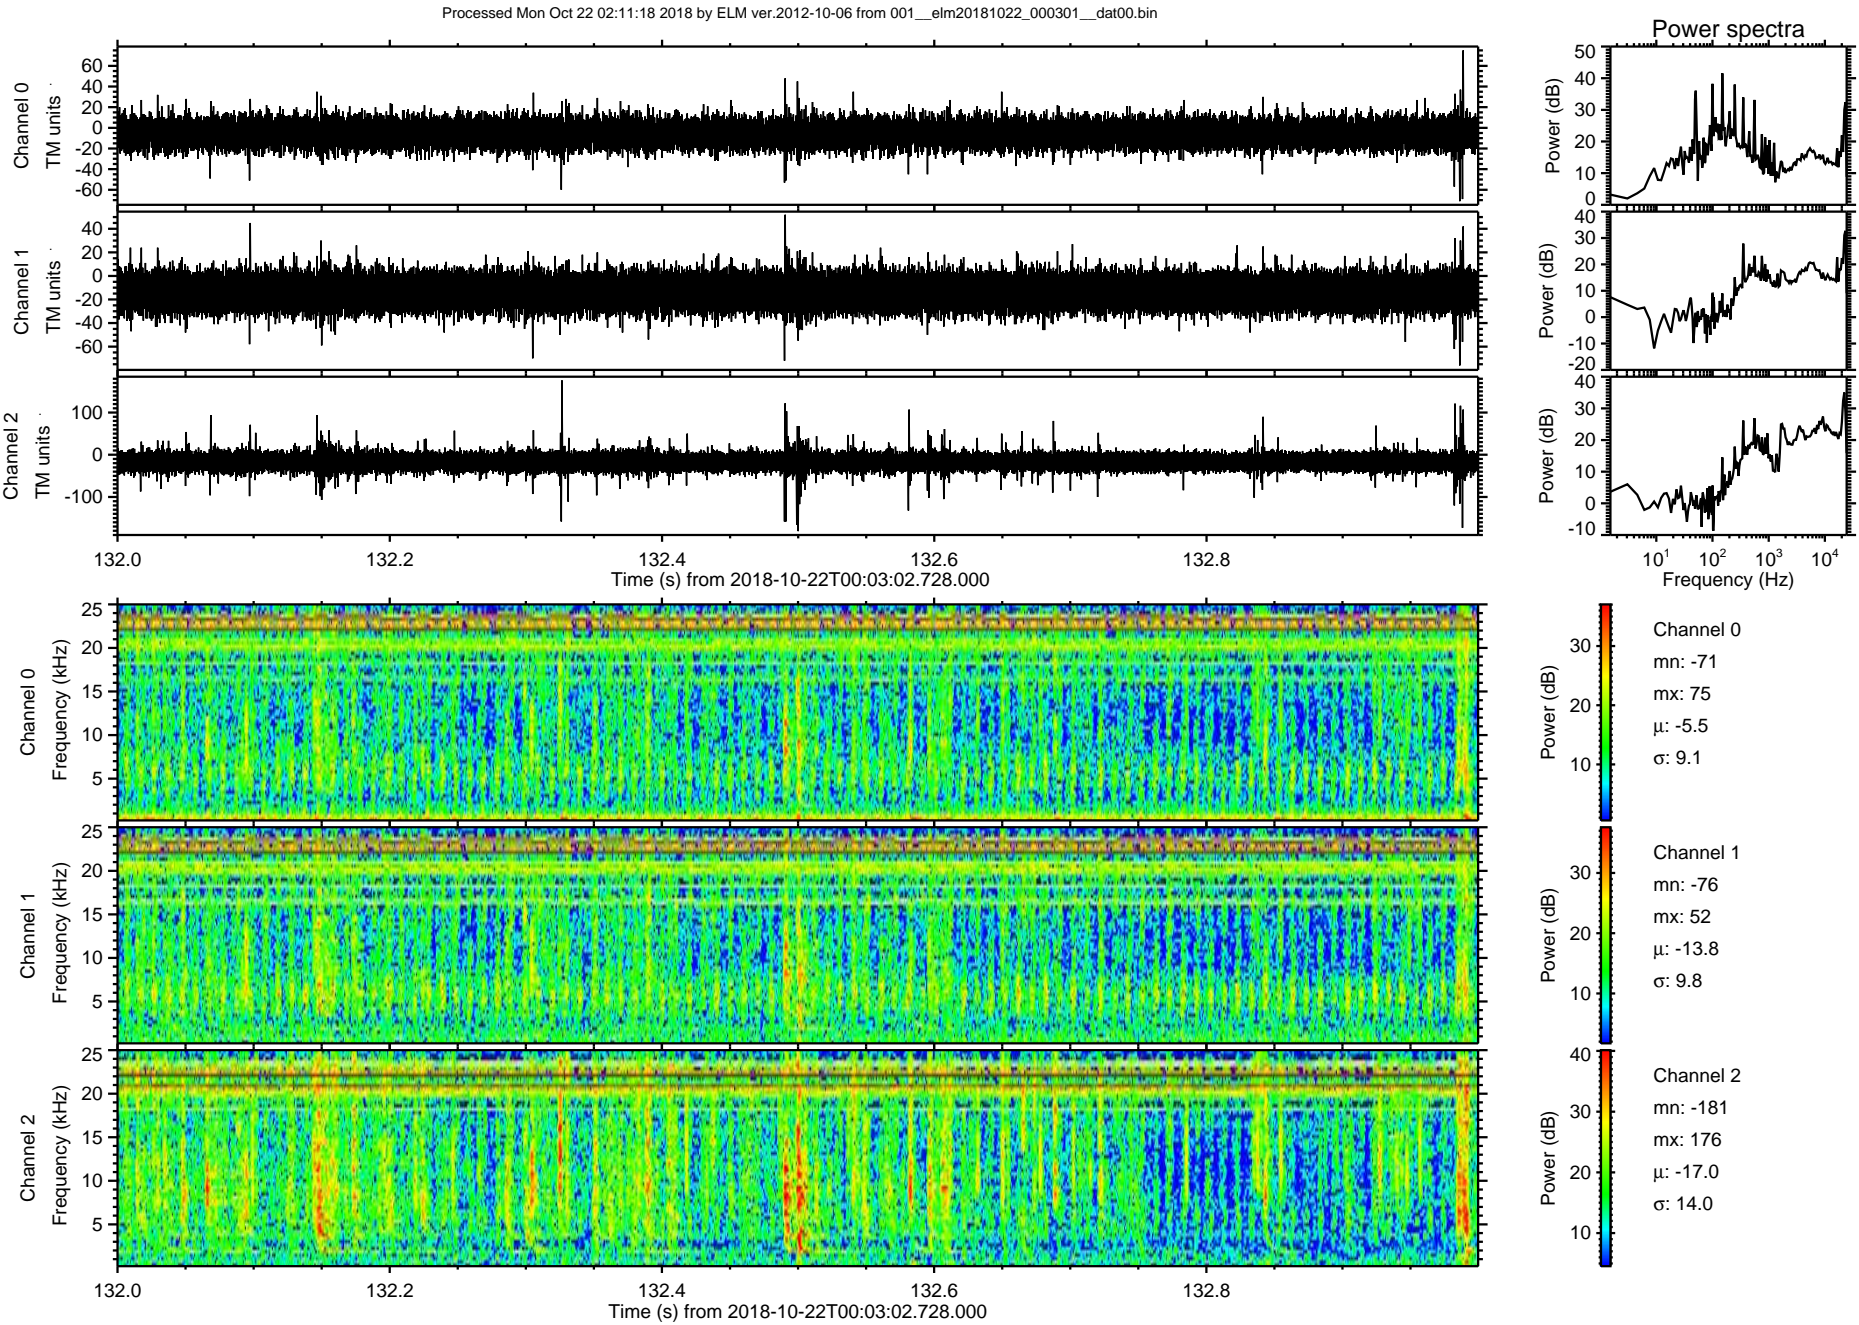 Processed Mon Oct 22 02:11:18 2018 by ELM ver.2012-10-06 from 001__elm20181022_000301__dat00.bin
Power spectra
Channel 0
TM units
60
40
20
0
-20
-40
-60
Power (dB)
50
40
30
20
10
0
Channel 1
TM units
40
20
0
-20
-40
-60
Power (dB)
40
30
20
10
0
-10
-20
Channel 2
TM units
100
0
-100
Power (dB)
40
30
20
10
0
-10
132.0 132.2 132.4 132.6 132.8
Time (s) from 2018-10-22T00:03:02.728.000
10¹ 10² 10³ 10⁴
Frequency (Hz)
Channel 0
Frequency (kHz)
25
20
15
10
5
Power (dB)
30
20
10
Channel 0
mn: -71
mx: 75
μ: -5.5
σ: 9.1
Channel 1
Frequency (kHz)
25
20
15
10
5
Power (dB)
30
20
10
Channel 1
mn: -76
mx: 52
μ: -13.8
σ: 9.8
Channel 2
Frequency (kHz)
25
20
15
10
5
Power (dB)
40
30
20
10
Channel 2
mn: -181
mx: 176
μ: -17.0
σ: 14.0
132.0 132.2 132.4 132.6 132.8
Time (s) from 2018-10-22T00:03:02.728.000